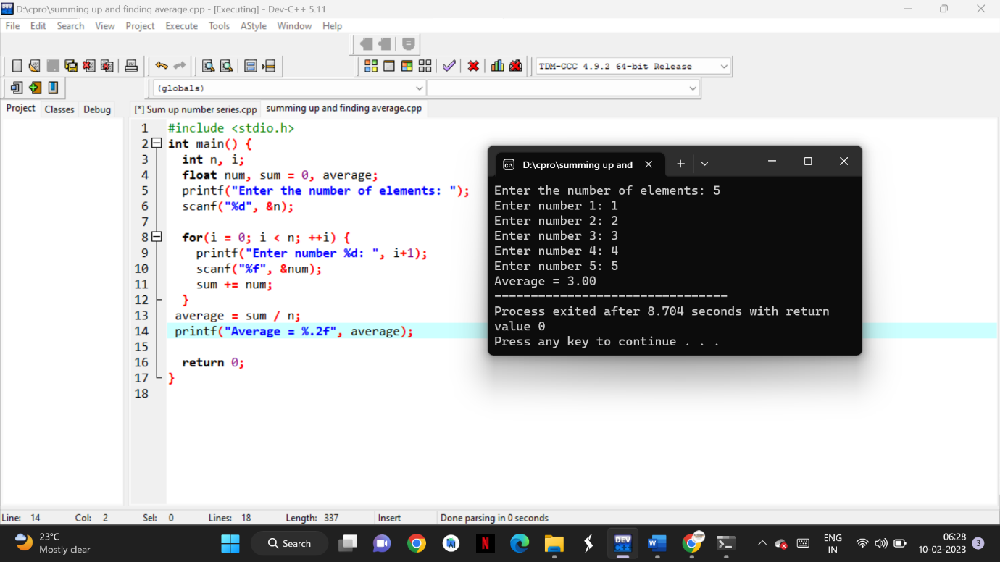 D:\cpro\summing up and finding average.cpp - [Executing] - Dev-C++ 5.11
File Edit Search View Project Execute Tools AStyle Window Help
TDM-GCC 4.9.2 64-bit Release
(globals)
Project Classes Debug
[*] Sum up number series.cpp summing up and finding average.cpp
1 #include <stdio.h>
2 int main() {
3 int n, i;
4 float num, sum = 0, average;
5 printf("Enter the number of elements: ");
6 scanf("%d", &n);
7
8 for(i = 0; i < n; ++i) {
9 printf("Enter number %d: ", i+1);
10 scanf("%f", &num);
11 sum += num;
12 }
13 average = sum / n;
14 printf("Average = %.2f", average);
15
16 return 0;
17 }
18
D:\cpro\summing up and
Enter the number of elements: 5
Enter number 1: 1
Enter number 2: 2
Enter number 3: 3
Enter number 4: 4
Enter number 5: 5
Average = 3.00
--------------------------------
Process exited after 8.704 seconds with return
value 0
Press any key to continue . . .
Line: 14 Col: 2 Sel: 0 Lines: 18 Length: 337 Insert Done parsing in 0 seconds
23°C
Mostly clear
Search
N
DEV
C++
W
ENG
IN
06:28
10-02-2023
3